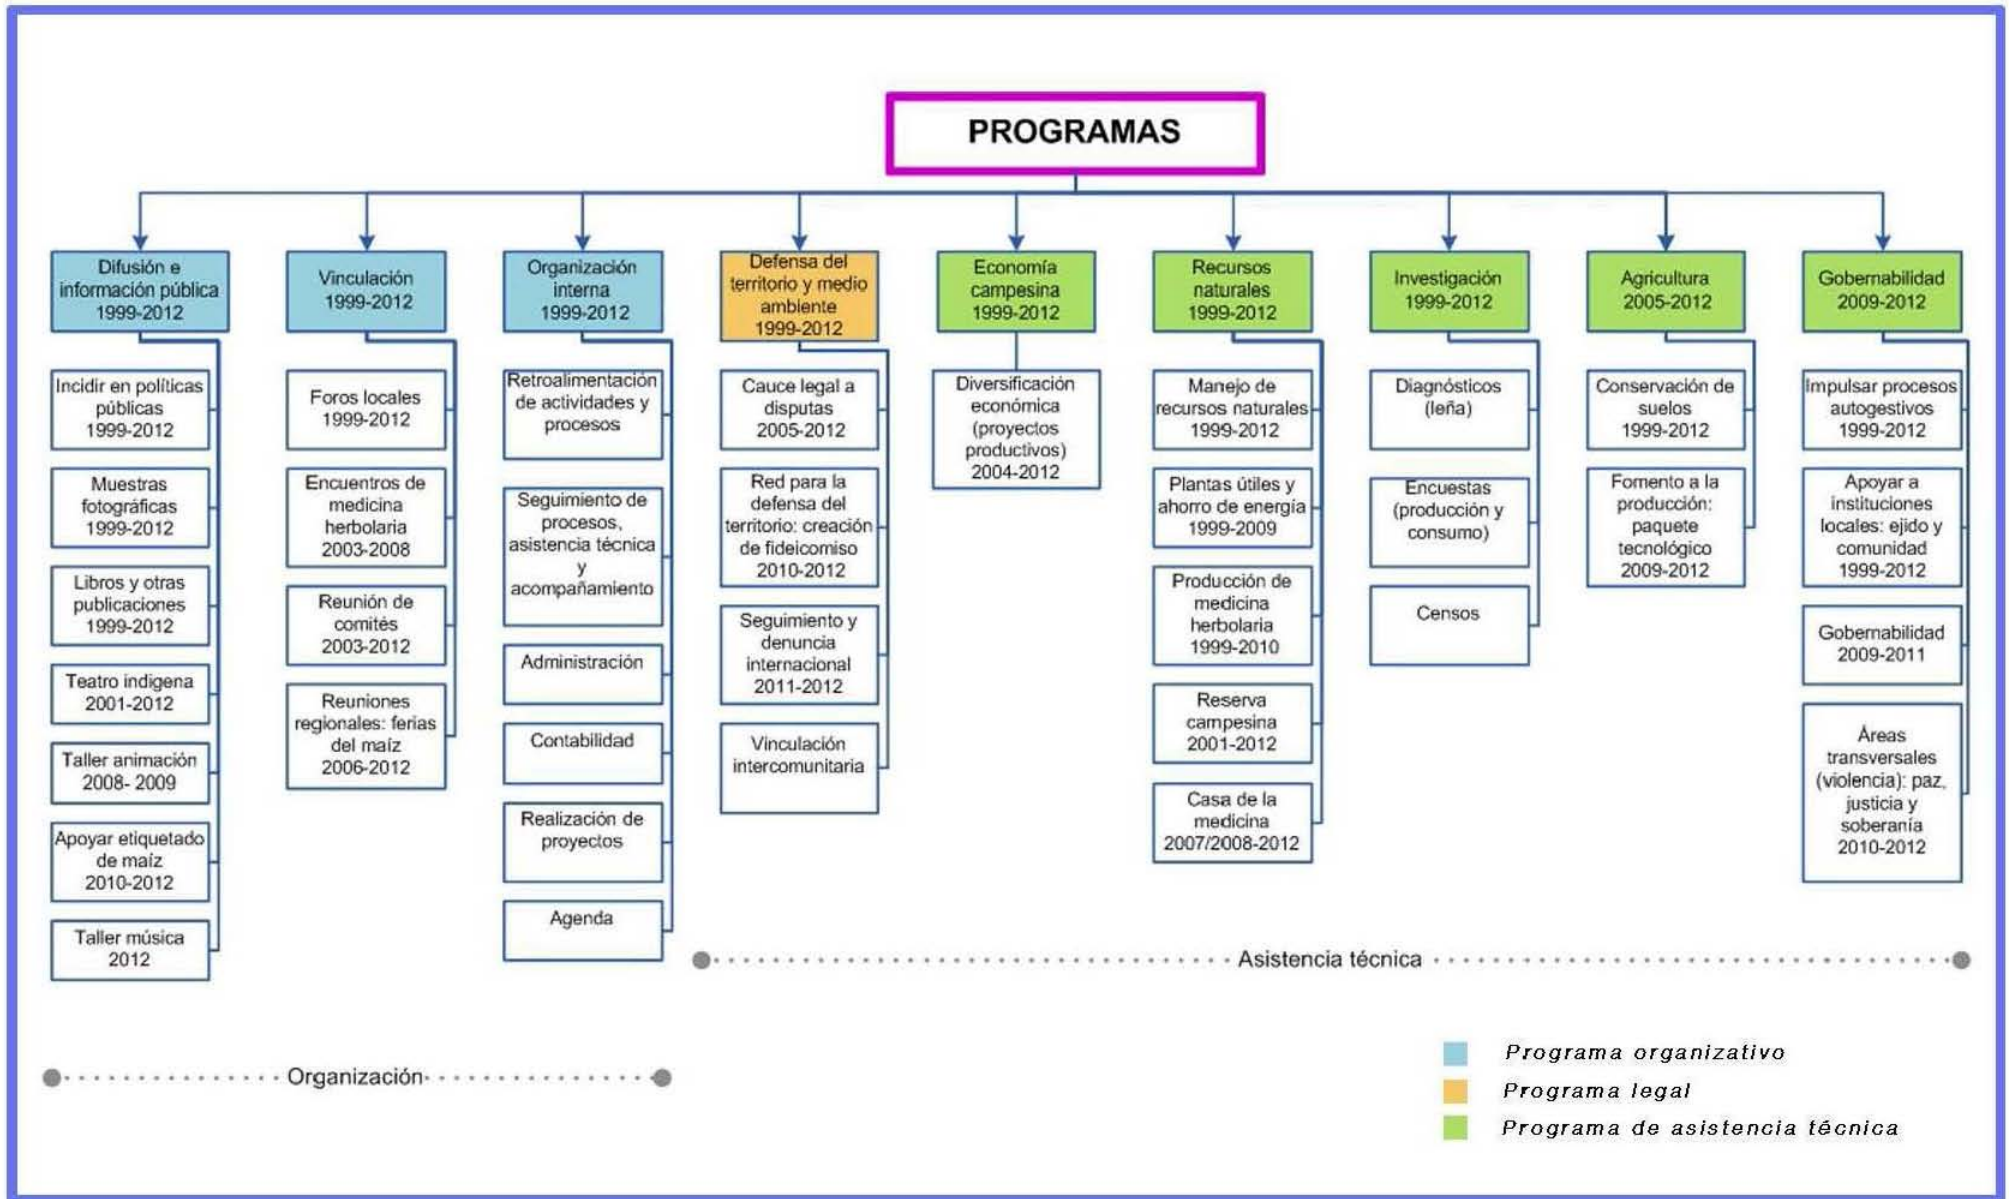 PROGRAMAS
Difusión e
información pública
1999-2012
Incidir en políticas
públicas
1999-2012
Muestras
fotográficas
1999-2012
Libros y otras
publicaciones
1999-2012
Teatro indigena
2001-2012
Taller animación
2008- 2009
Apoyar etiquetado
de maíz
2010-2012
Taller música
2012
Vinculación
1999-2012
Foros locales
1999-2012
Encuentros de
medicina
herbolaria
2003-2008
Reunión de
comités
2003-2012
Reuniones
regionales: ferias
del maíz
2006-2012
Organización
interna
1999-2012
Retroalimentación
de actividades y
procesos
Seguimiento de
procesos,
asistencia técnica
y
acompañamiento
Administración
Contabilidad
Realización de
proyectos
Agenda
Defensa del
territorio y medio
ambiente
1999-2012
Cauce legal a
disputas
2005-2012
Red para la
defensa del
territorio: creación
de fideicomiso
2010-2012
Seguimiento y
denuncia
internacional
2011-2012
Vinculación
intercomunitaria
Economía
campesina
1999-2012
Diversificación
económica
(proyectos
productivos)
2004-2012
Recursos
naturales
1999-2012
Manejo de
recursos naturales
1999-2012
Plantas útiles y
ahorro de energía
1999-2009
Producción de
medicina
herbolaria
1999-2010
Reserva
campesina
2001-2012
Casa de la
medicina
2007/2008-2012
Investigación
1999-2012
Diagnósticos
(leña)
Encuestas
(producción y
consumo)
Censos
Agricultura
2005-2012
Conservación de
suelos
1999-2012
Fomento a la
producción:
paquete
tecnológico
2009-2012
Gobernabilidad
2009-2012
Impulsar procesos
autogestivos
1999-2012
Apoyar a
instituciones
locales: ejido y
comunidad
1999-2012
Gobernabilidad
2009-2011
Áreas
transversales
(violencia): paz,
justicia y
soberanía
2010-2012
Asistencia técnica
Organización
Programa organizativo
Programa legal
Programa de asistencia técnica